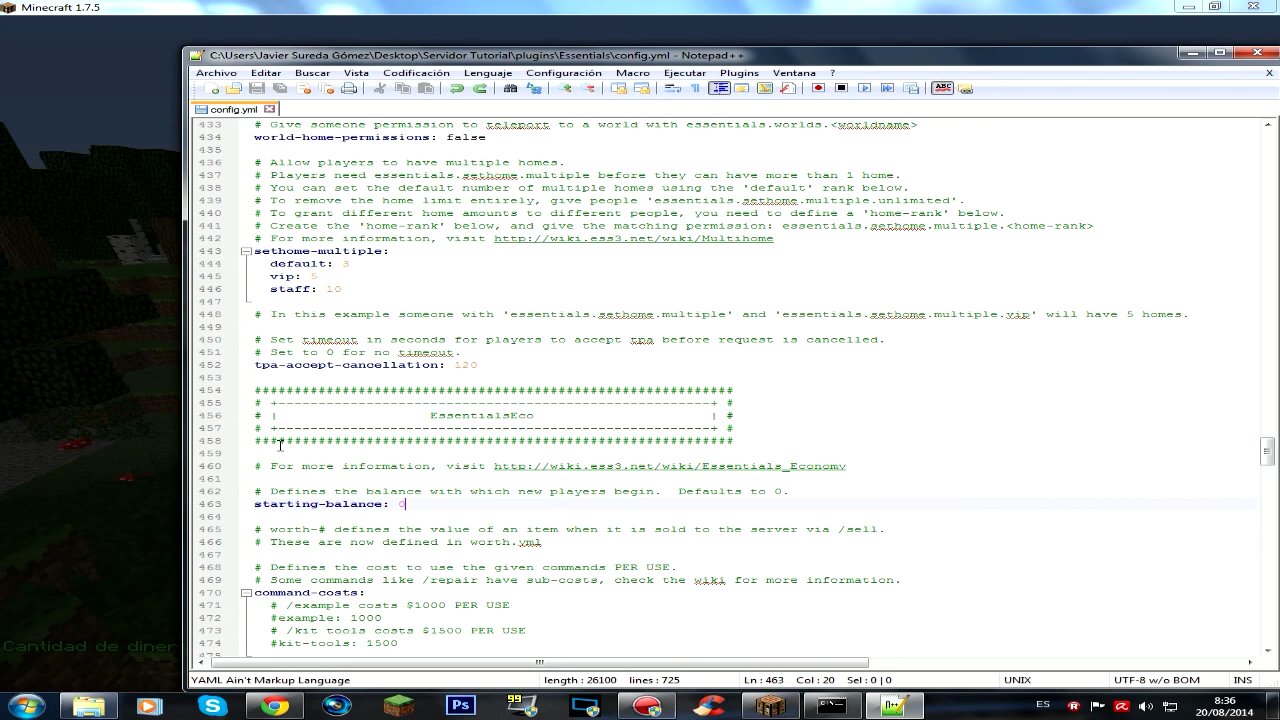 Minecraft 1.7.5
C:\Users\Javier Sureda Gómez\Desktop\Servidor Tutorial\plugins\Essentials\config.yml - Notepad++
Archivo Editar Buscar Vista Codificación Lenguaje Configuración Macro Ejecutar Plugins Ventana ? X
config.yml
433 # Give someone permission to teleport to a world with essentials.worlds.<worldname>
434 world-home-permissions: false
435
436 # Allow players to have multiple homes.
437 # Players need essentials.sethome.multiple before they can have more than 1 home.
438 # You can set the default number of multiple homes using the 'default' rank below.
439 # To remove the home limit entirely, give people 'essentials.sethome.multiple.unlimited'.
440 # To grant different home amounts to different people, you need to define a 'home-rank' below.
441 # Create the 'home-rank' below, and give the matching permission: essentials.sethome.multiple.<home-rank>
442 # For more information, visit http://wiki.ess3.net/wiki/Multihome
443 sethome-multiple:
444 default: 3
445 vip: 5
446 staff: 10
447
448 # In this example someone with 'essentials.sethome.multiple' and 'essentials.sethome.multiple.vip' will have 5 homes.
449
450 # Set timeout in seconds for players to accept tpa before request is cancelled.
451 # Set to 0 for no timeout.
452 tpa-accept-cancellation: 120
453
454 ############################################################
455 # +------------------------------------------------------+ #
456 # | EssentialsEco | #
457 # +------------------------------------------------------+ #
458 ############################################################
459
460 # For more information, visit http://wiki.ess3.net/wiki/Essentials_Economy
461
462 # Defines the balance with which new players begin. Defaults to 0.
463 starting-balance: 0
464
465 # worth-# defines the value of an item when it is sold to the server via /sell.
466 # These are now defined in worth.yml
467
468 # Defines the cost to use the given commands PER USE.
469 # Some commands like /repair have sub-costs, check the wiki for more information.
470 command-costs:
471 # /example costs $1000 PER USE
472 #example: 1000
473 # /kit tools costs $1500 PER USE
474 #kit-tools: 1500
Cantidad de diner
YAML Ain't Markup Language length : 26100 lines : 725 Ln : 463 Col : 20 Sel : 0 | 0 UNIX UTF-8 w/o BOM INS
ES 8:36
20/08/2014